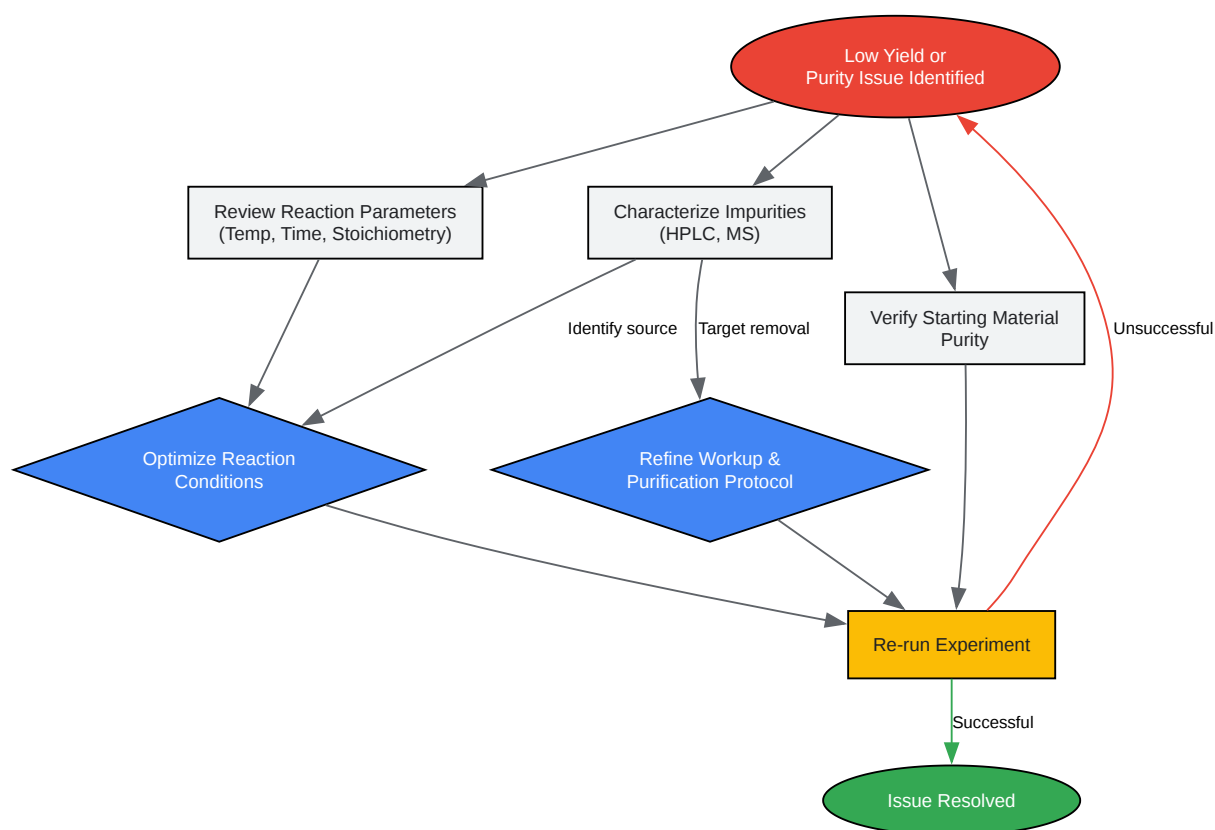 Low Yield or
Purity Issue Identified
Review Reaction Parameters
(Temp, Time, Stoichiometry)
Characterize Impurities
(HPLC, MS)
Verify Starting Material
Purity
Identify source
Target removal
Unsuccessful
Optimize Reaction
Conditions
Refine Workup &
Purification Protocol
Re-run Experiment
Successful
Issue Resolved